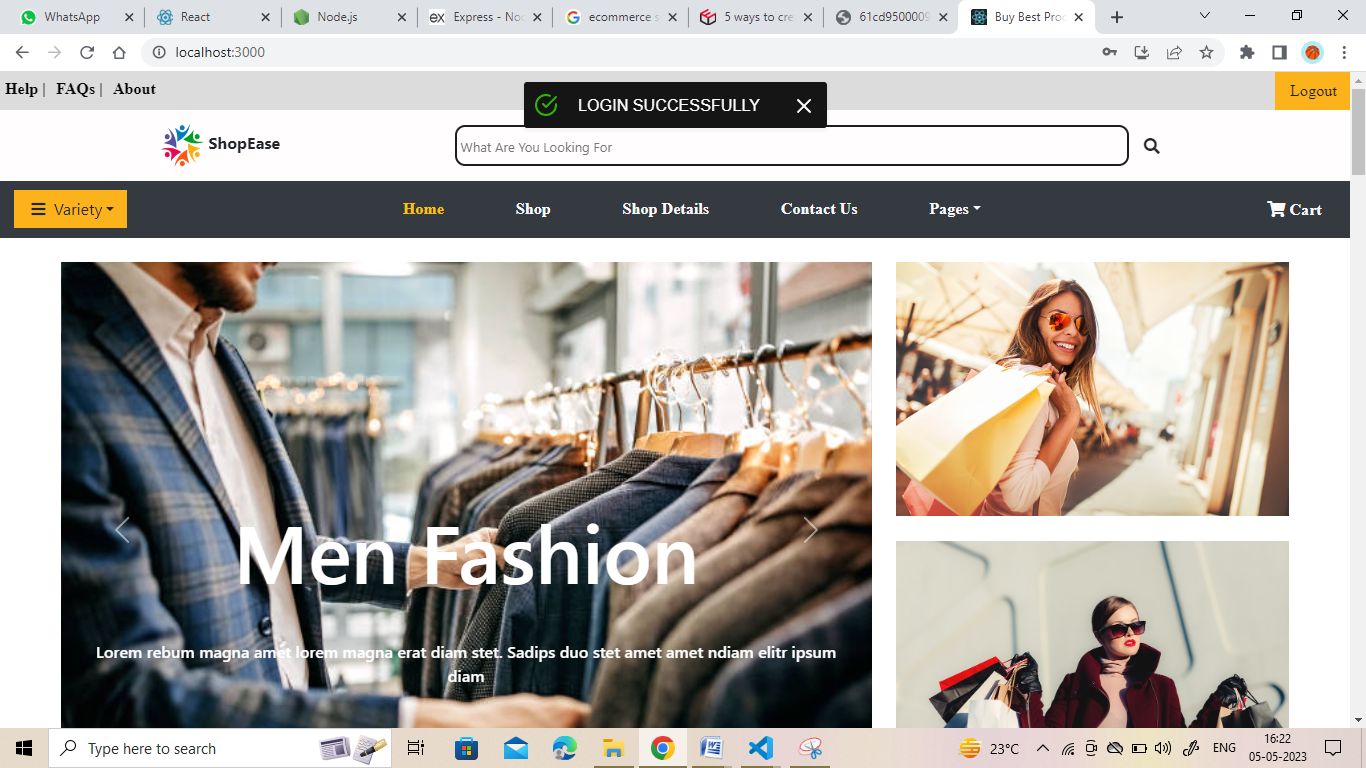 WhatsApp
React
Node.js
Express - Noc
ecommerce s
5 ways to cre
61cd9500009
Buy Best Proc
localhost:3000
Help | FAQs | About
LOGIN SUCCESSFULLY
Logout
ShopEase
What Are You Looking For
Variety
Home
Shop
Shop Details
Contact Us
Pages
Cart
Men Fashion
Lorem rebum magna amet lorem magna erat diam stet. Sadips duo stet amet amet ndiam elitr ipsum
diam
Type here to search
23°C
ENG
16:22
05-05-2023